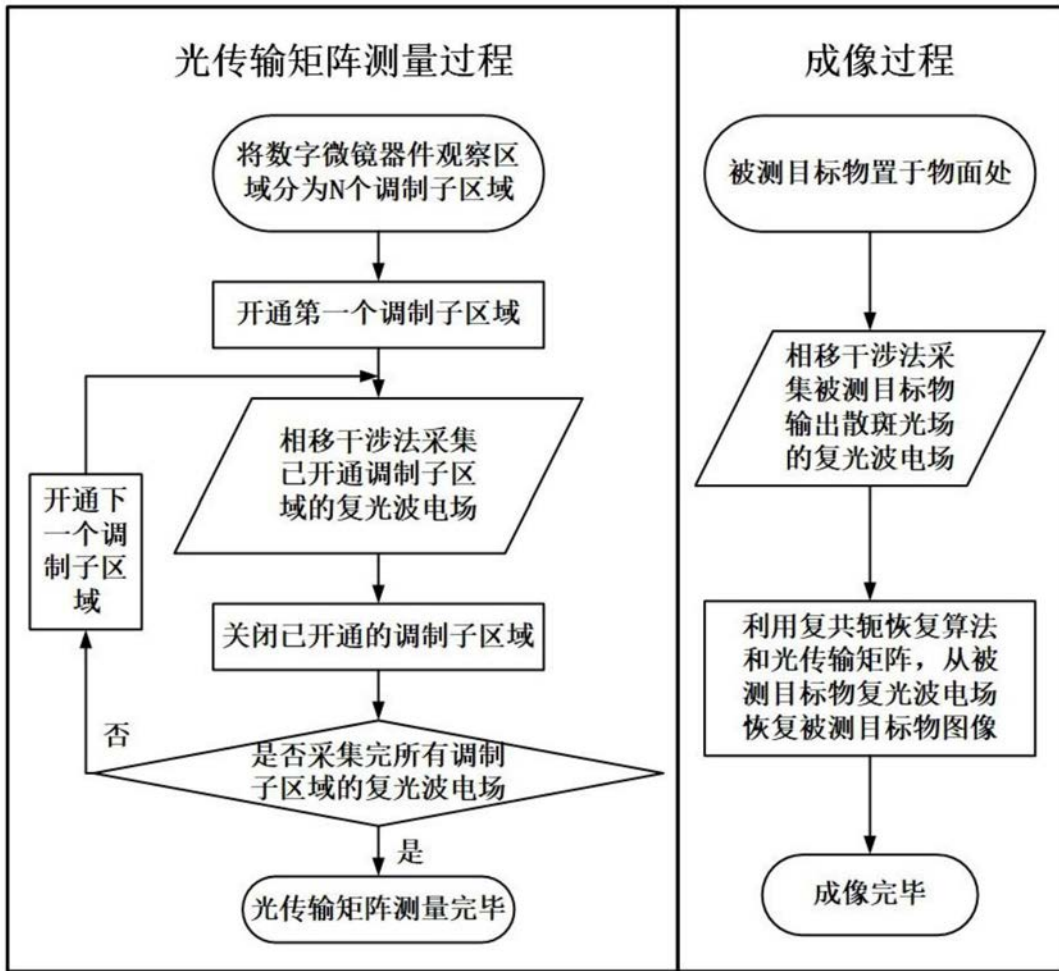 光传输矩阵测量过程
将数字微镜器件观察区
域分为N个调制子区域
开通第一个调制子区域
相移干涉法采集
已开通调制子区
域的复光波电场
开通下
一个调
制子区
域
关闭已开通的调制子区域
否
是否采集完所有调制
子区域的复光波电场
是
光传输矩阵测量完毕
成像过程
被测目标物置于物面处
相移干涉法采
集被测目标物
输出散斑光场
的复光波电场
利用复共轭恢复算法
和光传输矩阵，从被
测目标物复光波电场
恢复被测目标物图像
成像完毕